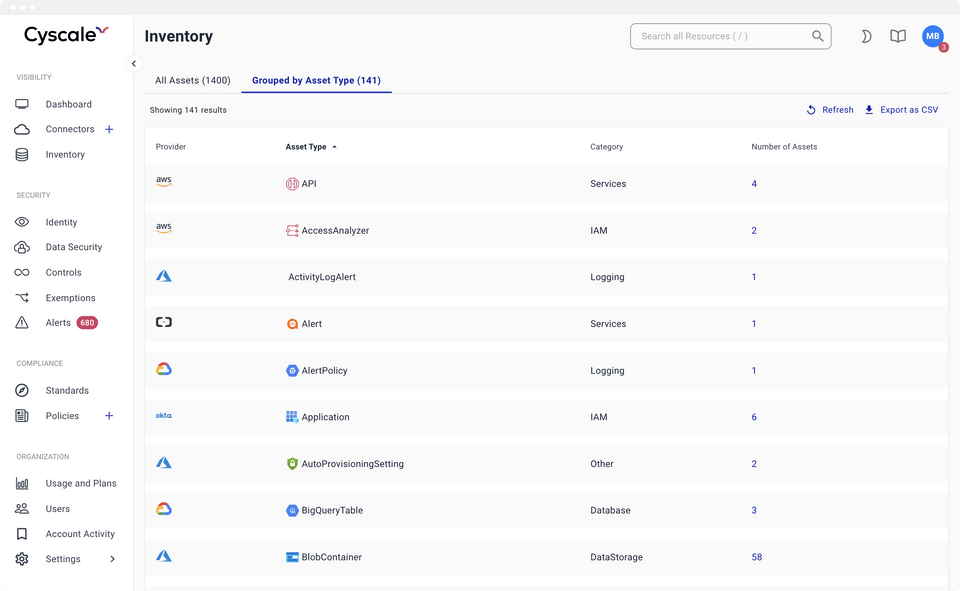 Cyscale
Inventory
Search all Resources ( / )
MB
3
VISIBILITY
Dashboard
Connectors +
Inventory
SECURITY
Identity
Data Security
Controls
Exemptions
Alerts 680
COMPLIANCE
Standards
Policies +
ORGANIZATION
Usage and Plans
Users
Account Activity
Settings
All Assets (1400) Grouped by Asset Type (141)
Showing 141 results Refresh Export as CSV
Provider Asset Type Category Number of Assets
aws API Services 4
aws AccessAnalyzer IAM 2
ActivityLogAlert Logging 1
Alert Services 1
AlertPolicy Logging 1
okta Application IAM 6
AutoProvisioningSetting Other 2
BigQueryTable Database 3
BlobContainer DataStorage 58